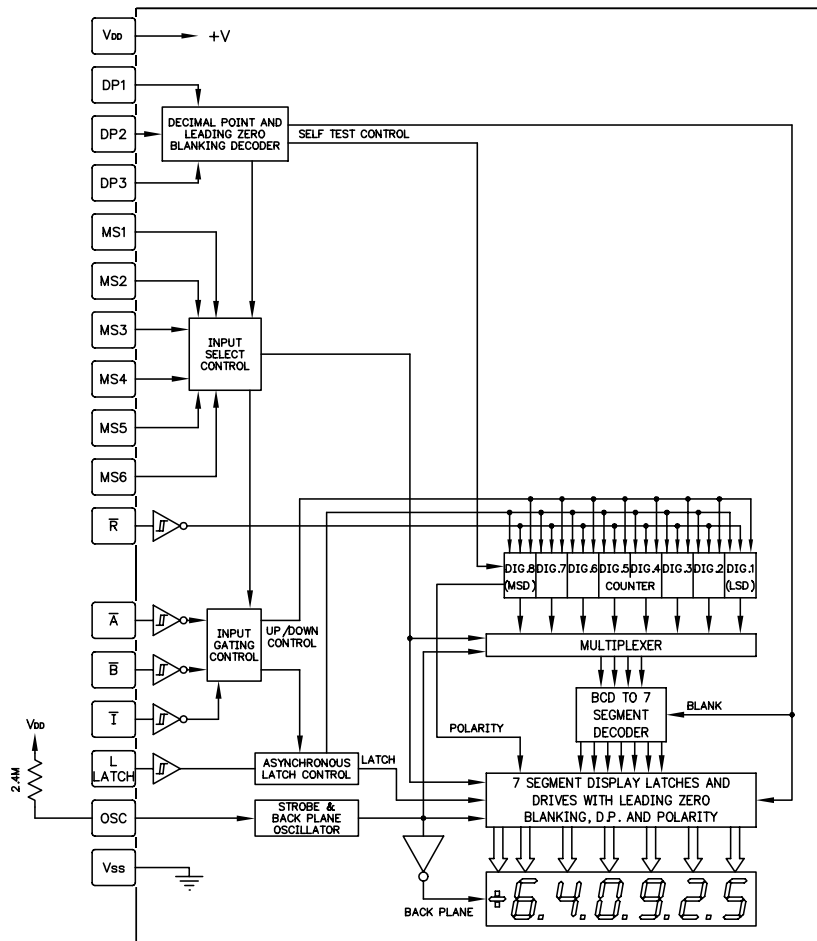 VDD
+V
DP1
DP2
DP3
DECIMAL POINT AND
LEADING ZERO
BLANKING DECODER
SELF TEST CONTROL
MS1
MS2
MS3
MS4
MS5
MS6
INPUT
SELECT
CONTROL
R̅
A̅
B̅
I̅
INPUT
GATING
CONTROL
UP/DOWN
CONTROL
DIG.8
(MSD)
DIG.7
DIG.6
DIG.5
DIG.4
DIG.3
DIG.2
DIG.1
(LSD)
COUNTER
MULTIPLEXER
BCD TO 7
SEGMENT
DECODER
BLANK
POLARITY
VDD
2.4M
L
LATCH
ASYNCHRONOUS
LATCH CONTROL
LATCH
OSC
STROBE &
BACK PLANE
OSCILLATOR
7 SEGMENT DISPLAY LATCHES AND
DRIVES WITH LEADING ZERO
BLANKING, D.P. AND POLARITY
VSS
BACK PLANE
+6.4.0.9.2.5